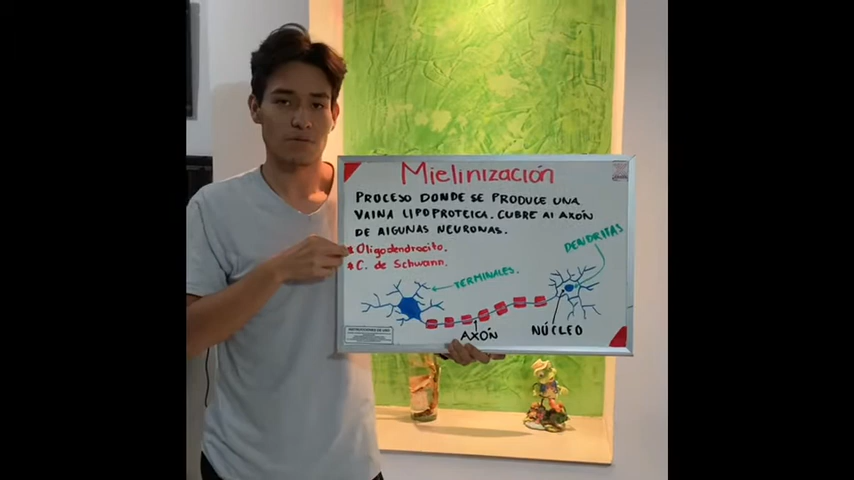 Mielinización
PROCESO DONDE SE PRODUCE UNA
VAINA LIPOPROTEICA. CUBRE Al AXÓN
DE AlGUNAS NEURONAS.
* Oligodendrocito.
* C. de Schwann.
DENDRITAS
TERMINALES.
AXÓN
NÚCLEO